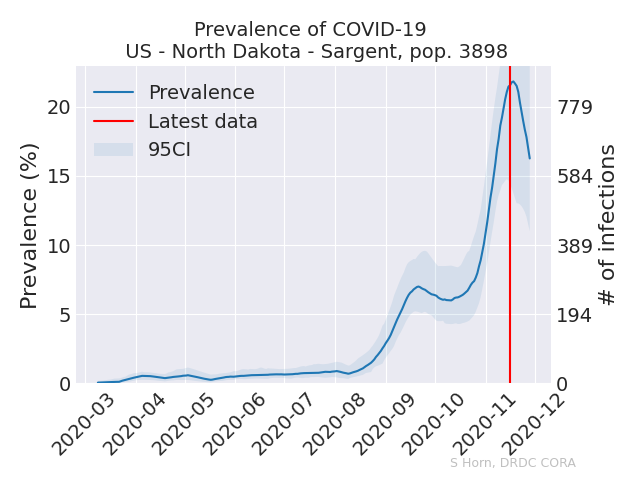 Prevalence of COVID-19
US - North Dakota - Sargent, pop. 3898
Prevalence
Latest data
95CI
Prevalence (%)
20
15
10
5
0
779
584
389
194
0
# of infections
2020-03
2020-04
2020-05
2020-06
2020-07
2020-08
2020-09
2020-10
2020-11
2020-12
S Horn, DRDC CORA